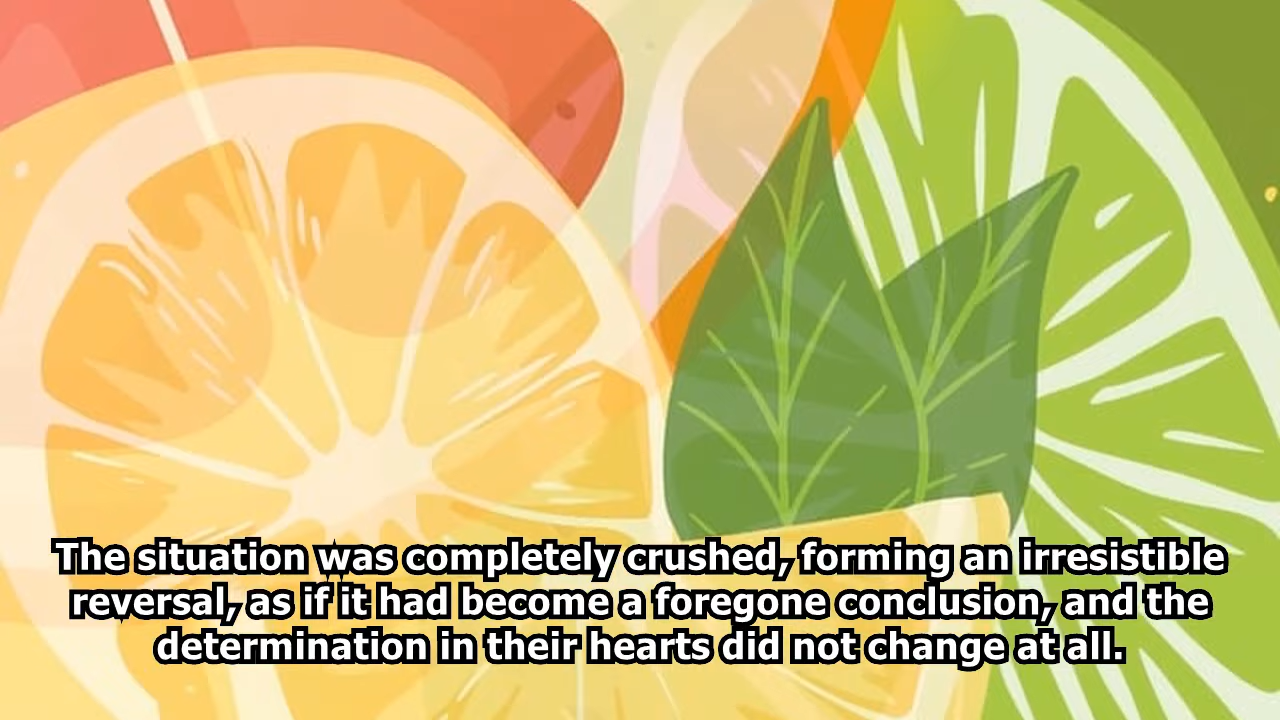 The situation was completely crushed, forming an irresistible
reversal, as if it had become a foregone conclusion, and the
determination in their hearts did not change at all.